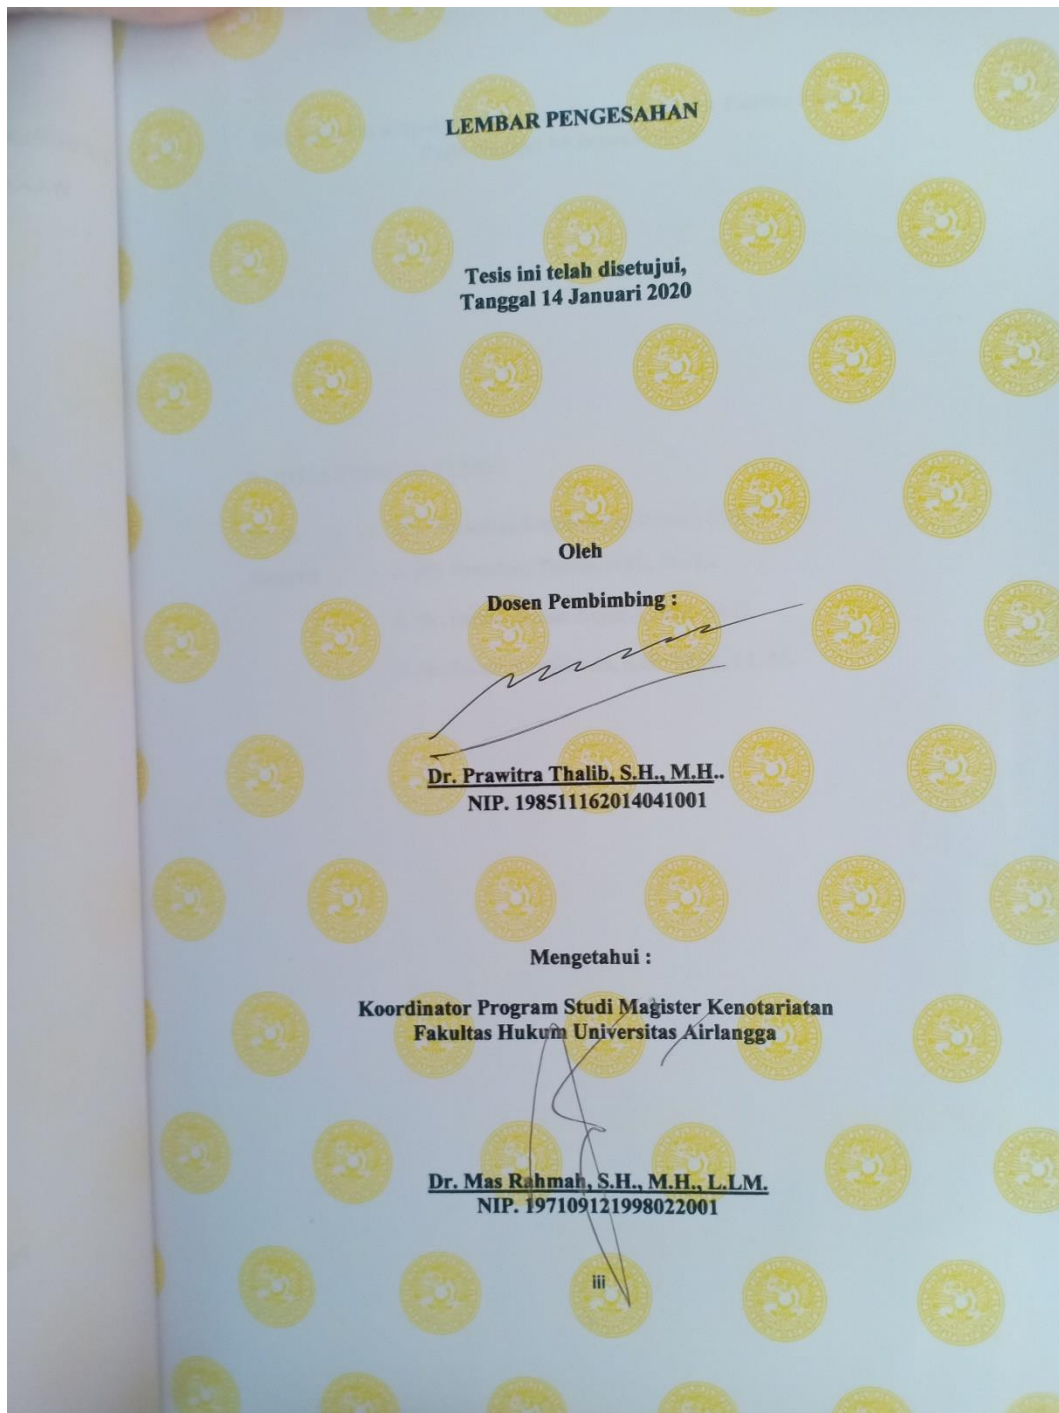 LEMBAR PENGESAHAN
Tesis ini telah disetujui,
Tanggal 14 Januari 2020
Oleh
Dosen Pembimbing :
Dr. Prawitra Thalib, S.H., M.H..
NIP. 198511162014041001
Mengetahui :
Koordinator Program Studi Magister Kenotariatan
Fakultas Hukum Universitas Airlangga
Dr. Mas Rahmah, S.H., M.H., L.LM.
NIP. 197109121998022001
iii